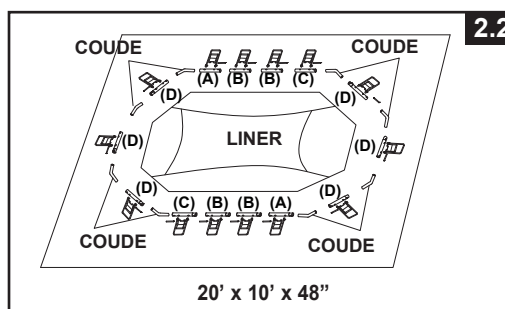 2.2
COUDE COUDE
(A) (B) (B) (C)
(D) (D)
(D) LINER (D)
(D) (D)
(C) (B) (B) (A)
COUDE COUDE
20’ x 10’ x 48”